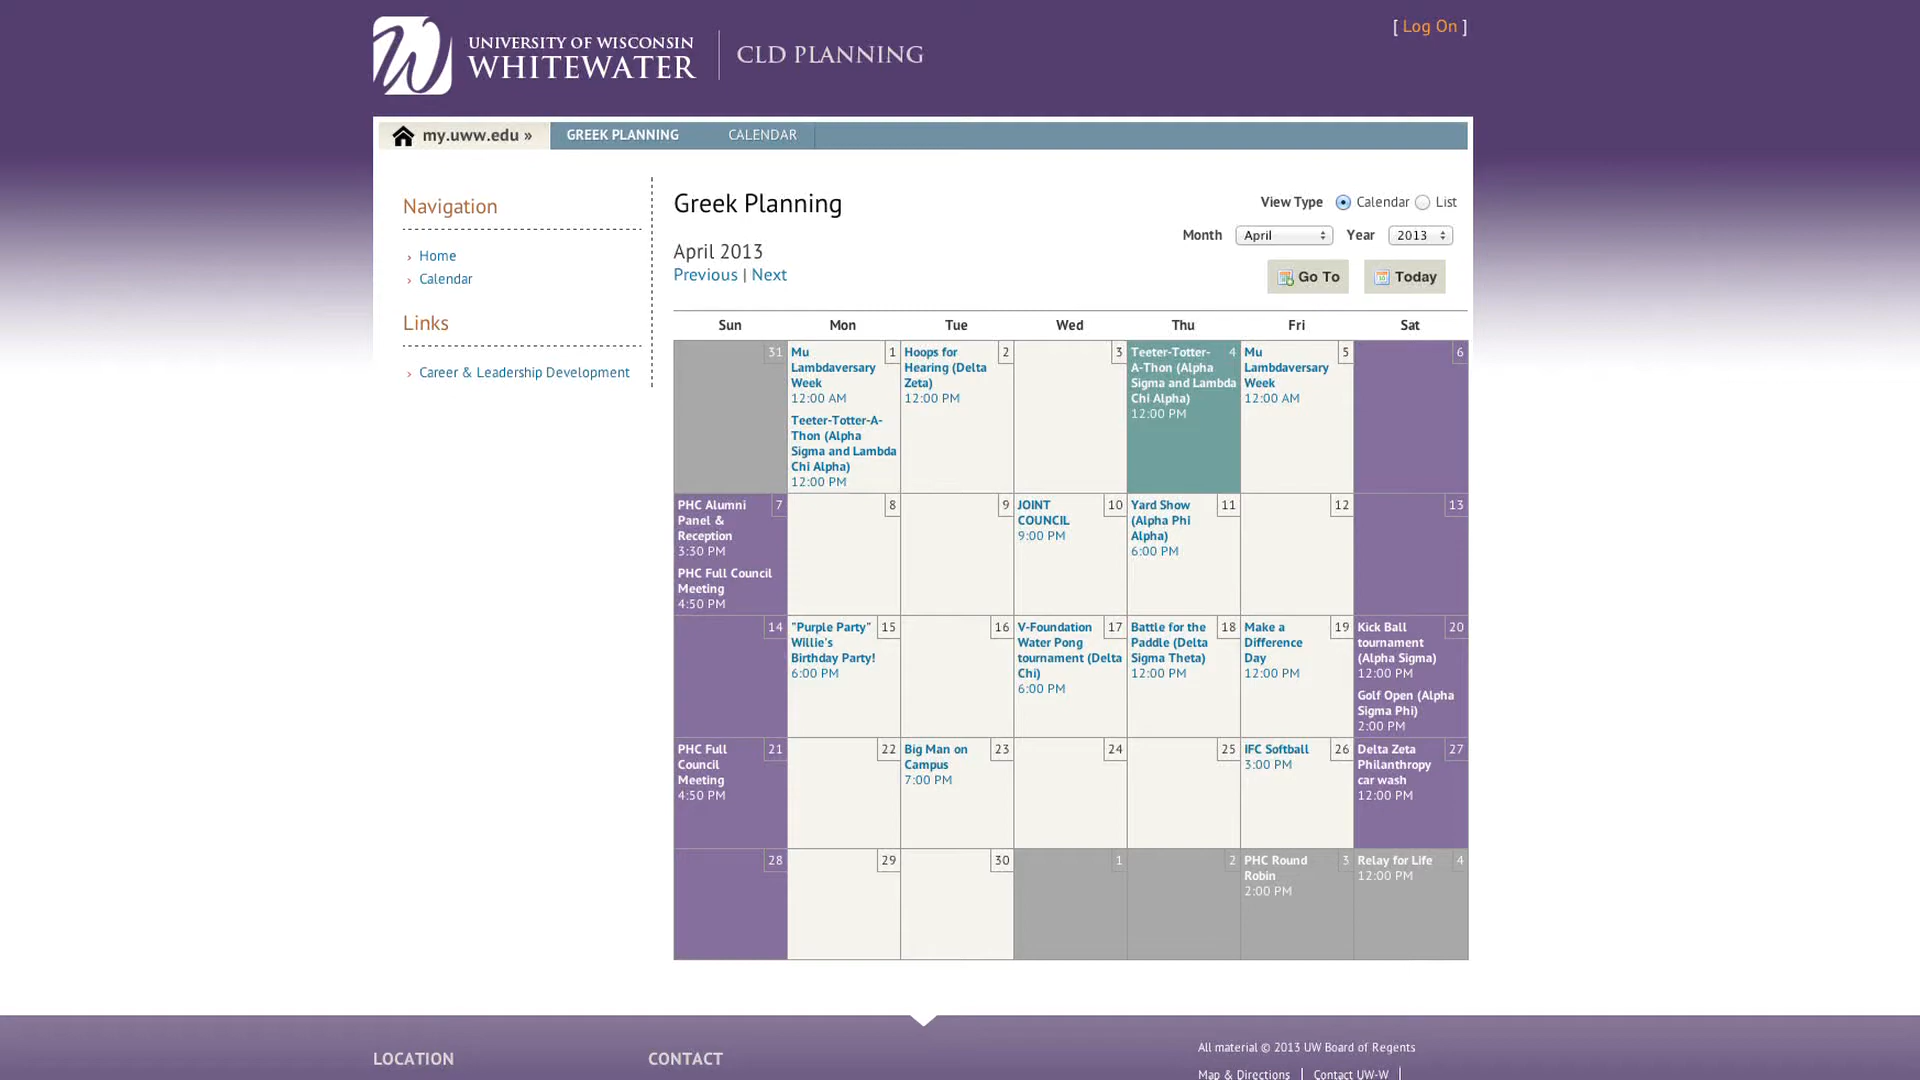 [ Log On ]
UNIVERSITY OF WISCONSIN
WHITEWATER
CLD PLANNING
my.uww.edu »
GREEK PLANNING
CALENDAR
Navigation
› Home
› Calendar
Links
› Career & Leadership Development
Greek Planning
View Type Calendar List
Month April Year 2013
April 2013
Previous | Next
Go To
Today
Sun Mon Tue Wed Thu Fri Sat
31
1
Mu
Lambdaversary
Week
12:00 AM
Teeter-Totter-A-
Thon (Alpha
Sigma and Lambda
Chi Alpha)
12:00 PM
2
Hoops for
Hearing (Delta
Zeta)
12:00 PM
3
4
Teeter-Totter-
A-Thon (Alpha
Sigma and Lambda
Chi Alpha)
12:00 PM
5
Mu
Lambdaversary
Week
12:00 AM
6
7
PHC Alumni
Panel &
Reception
3:30 PM
PHC Full Council
Meeting
4:50 PM
8
9
10
JOINT
COUNCIL
9:00 PM
11
Yard Show
(Alpha Phi
Alpha)
6:00 PM
12
13
14
15
"Purple Party"
Willie's
Birthday Party!
6:00 PM
16
17
V-Foundation
Water Pong
tournament (Delta
Chi)
6:00 PM
18
Battle for the
Paddle (Delta
Sigma Theta)
12:00 PM
19
Make a
Difference
Day
12:00 PM
20
Kick Ball
tournament
(Alpha Sigma)
12:00 PM
Golf Open (Alpha
Sigma Phi)
2:00 PM
21
PHC Full
Council
Meeting
4:50 PM
22
23
Big Man on
Campus
7:00 PM
24
25
26
IFC Softball
3:00 PM
27
Delta Zeta
Philanthropy
car wash
12:00 PM
28
29
30
1
2
3
PHC Round
Robin
2:00 PM
4
Relay for Life
12:00 PM
LOCATION
CONTACT
All material © 2013 UW Board of Regents
Map & Directions | Contact UW-W |